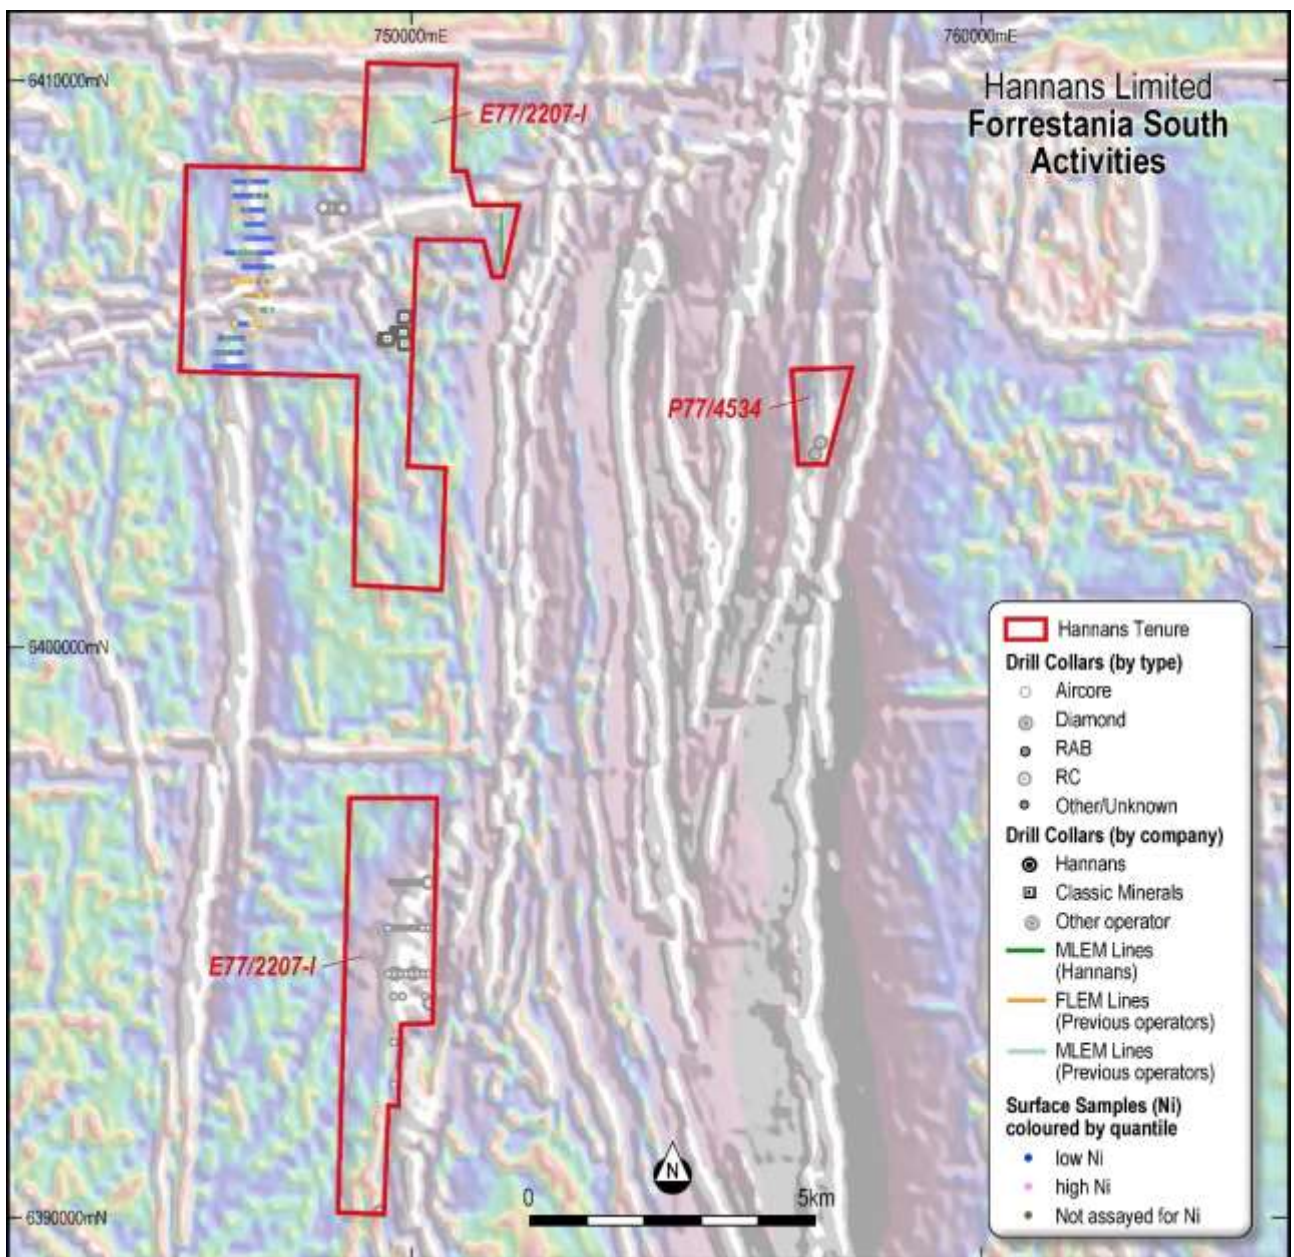 750000mE
760000mE
6410000mN
Hannans Limited
Forrestania South
Activities
E77/2207-I
P77/4534
6400000mN
Hannans Tenure
Drill Collars (by type)
Aircore
Diamond
RAB
RC
Other/Unknown
Drill Collars (by company)
Hannans
Classic Minerals
Other operator
MLEM Lines
(Hannans)
FLEM Lines
(Previous operators)
MLEM Lines
(Previous operators)
Surface Samples (Ni)
coloured by quantile
low Ni
high Ni
Not assayed for Ni
E77/2207-I
N
0
5km
6390000mN